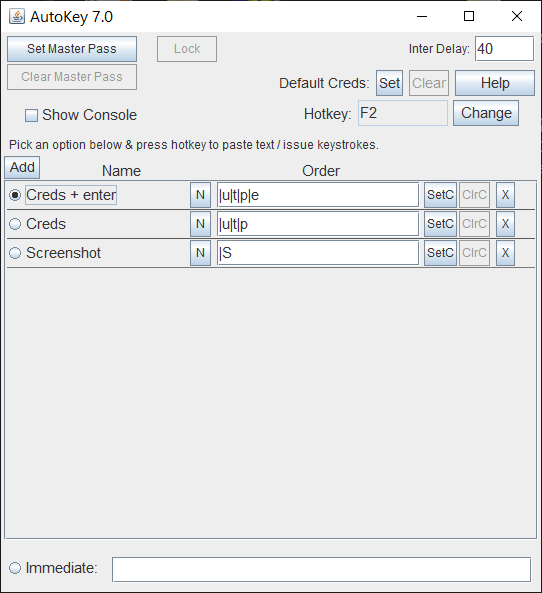 AutoKey 7.0
Set Master Pass Lock Inter Delay: 40
Clear Master Pass Default Creds: Set Clear Help
Show Console Hotkey: F2 Change
Pick an option below & press hotkey to paste text / issue keystrokes.
Add Name Order
Creds + enter N |u|t|p|e SetC ClrC X
Creds N |u|t|p SetC ClrC X
Screenshot N |S SetC ClrC X
Immediate: